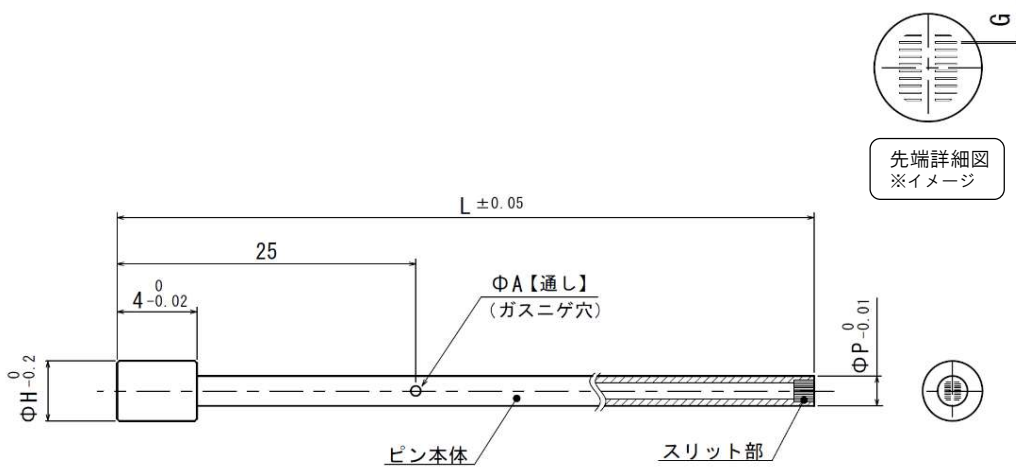 G
先端詳細図
※イメージ
L ±0.05
25
4 0 -0.02
ΦA【通し】
(ガスニゲ穴)
ΦH 0 -0.2
ΦP 0 -0.01
ピン本体
スリット部